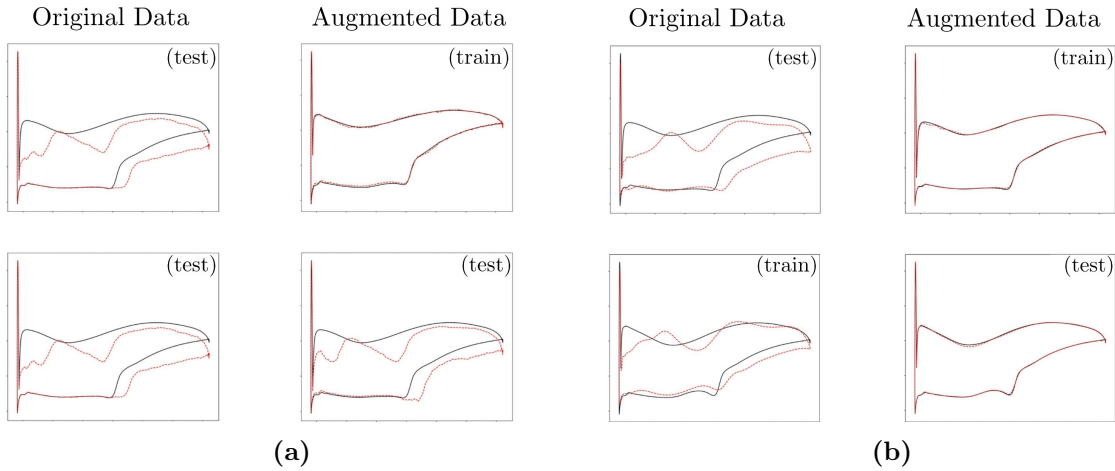 Original Data
Augmented Data
Original Data
Augmented Data
(test)
(train)
(test)
(train)
(test)
(test)
(train)
(test)
(a)
(b)